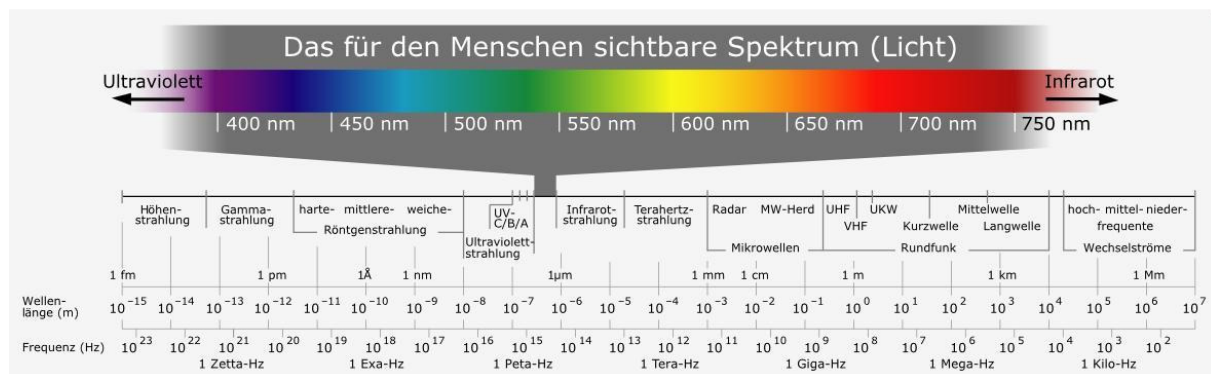 Das für den Menschen sichtbare Spektrum (Licht)
Ultraviolett Infrarot
400 nm 450 nm 500 nm 550 nm 600 nm 650 nm 700 nm 750 nm
Höhen-
strahlung
Gamma-
strahlung
harte- mittlere- weiche-
Röntgenstrahlung
UV-
C/B/A
Ultraviolett-
strahlung
Infrarot-
strahlung
Terahertz-
strahlung
Radar MW-Herd
Mikrowellen
UHF UKW Mittelwelle
VHF Kurzwelle Langwelle
Rundfunk
hoch- mittel- nieder-
frequente
Wechselströme
1 fm 1 pm 1Å 1 nm 1µm 1 mm 1 cm 1 m 1 km 1 Mm
Wellen-
länge (m) 10⁻¹⁵ 10⁻¹⁴ 10⁻¹³ 10⁻¹² 10⁻¹¹ 10⁻¹⁰ 10⁻⁹ 10⁻⁸ 10⁻⁷ 10⁻⁶ 10⁻⁵ 10⁻⁴ 10⁻³ 10⁻² 10⁻¹ 10⁰ 10¹ 10² 10³ 10⁴ 10⁵ 10⁶ 10⁷
Frequenz (Hz) 10²³ 10²² 10²¹ 10²⁰ 10¹⁹ 10¹⁸ 10¹⁷ 10¹⁶ 10¹⁵ 10¹⁴ 10¹³ 10¹² 10¹¹ 10¹⁰ 10⁹ 10⁸ 10⁷ 10⁶ 10⁵ 10⁴ 10³ 10²
1 Zetta-Hz 1 Exa-Hz 1 Peta-Hz 1 Tera-Hz 1 Giga-Hz 1 Mega-Hz 1 Kilo-Hz